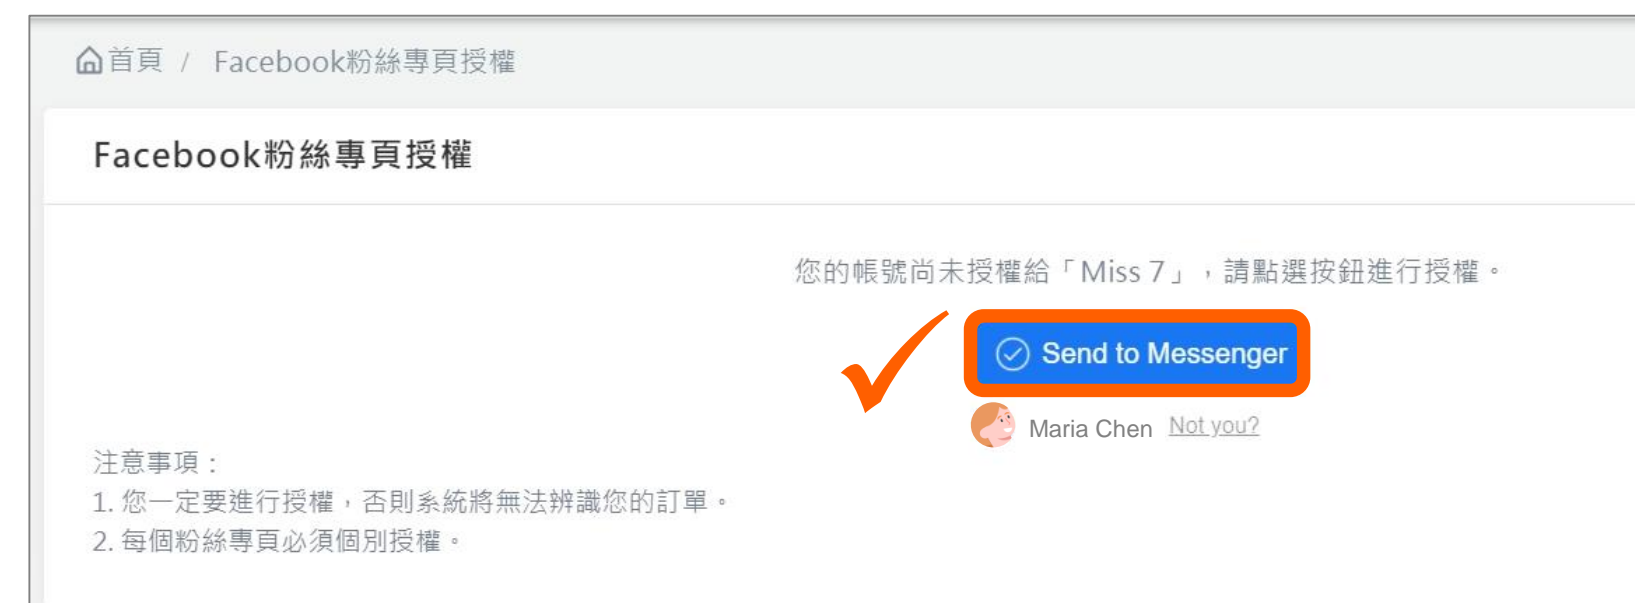 首頁 / Facebook粉絲專頁授權
Facebook粉絲專頁授權
您的帳號尚未授權給「Miss 7」，請點選按鈕進行授權。
Send to Messenger
Maria Chen Not you?
注意事項：
1. 您一定要進行授權，否則系統將無法辨識您的訂單。
2. 每個粉絲專頁必須個別授權。